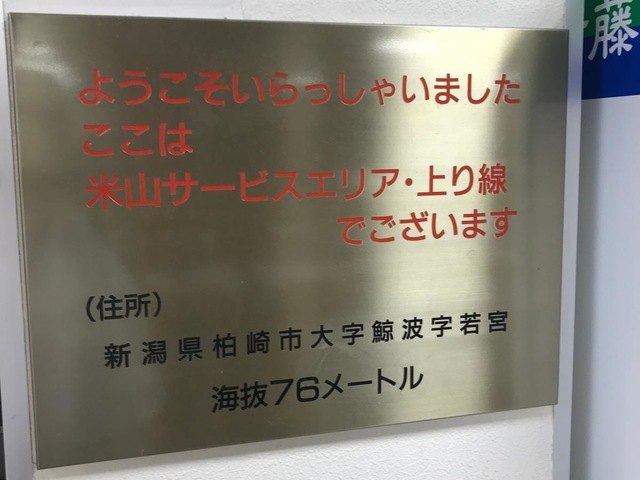 ようこそいらっしゃいました
ここは
米山サービスエリア・上り線
でございます
(住所)
新潟県柏崎市大字鯨波字若宮
海抜76メートル
藤